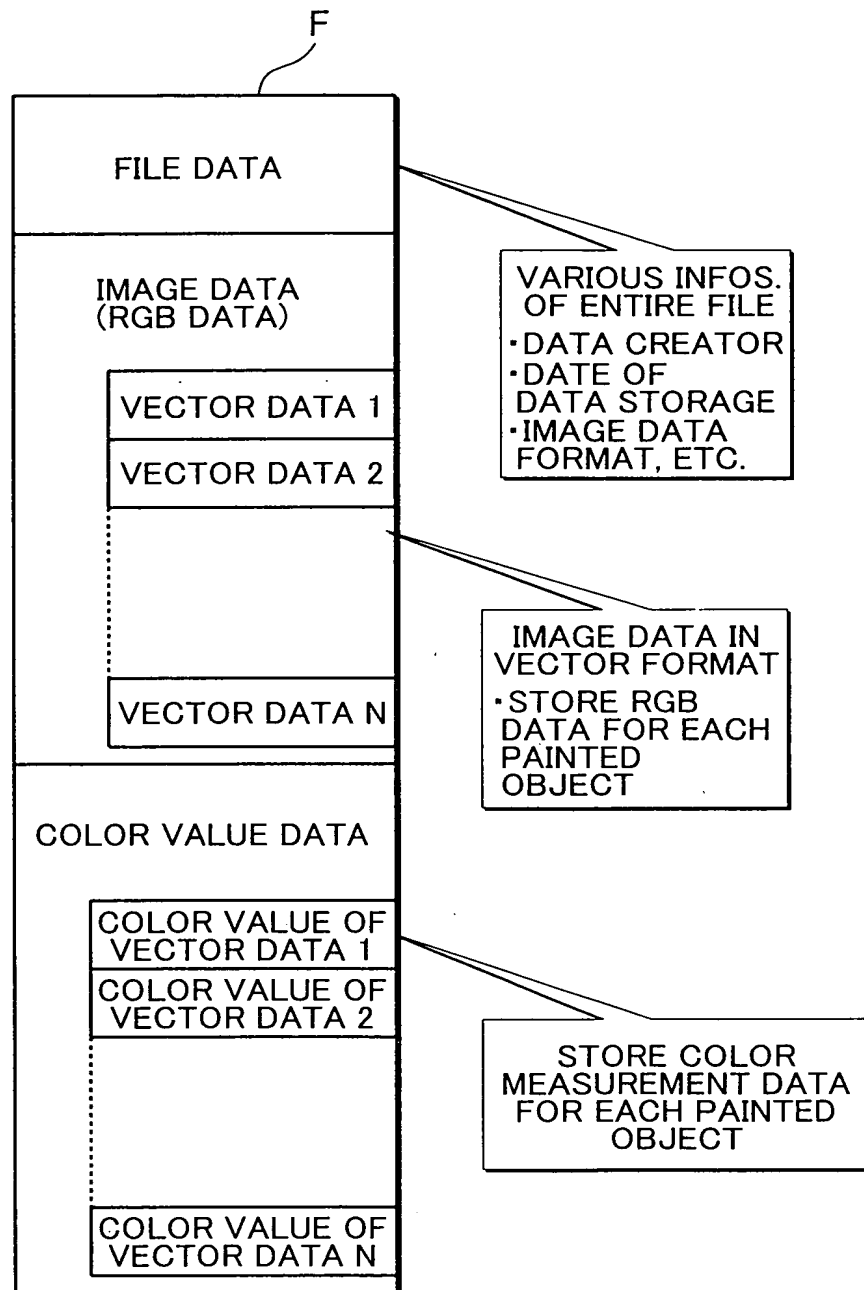 F
FILE DATA
IMAGE DATA
(RGB DATA)
VECTOR DATA 1
VECTOR DATA 2
VECTOR DATA N
COLOR VALUE DATA
COLOR VALUE OF
VECTOR DATA 1
COLOR VALUE OF
VECTOR DATA 2
COLOR VALUE OF
VECTOR DATA N
VARIOUS INFOS.
OF ENTIRE FILE
・DATA CREATOR
・DATE OF
DATA STORAGE
・IMAGE DATA
FORMAT, ETC.
IMAGE DATA IN
VECTOR FORMAT
・STORE RGB
DATA FOR EACH
PAINTED
OBJECT
STORE COLOR
MEASUREMENT DATA
FOR EACH PAINTED
OBJECT